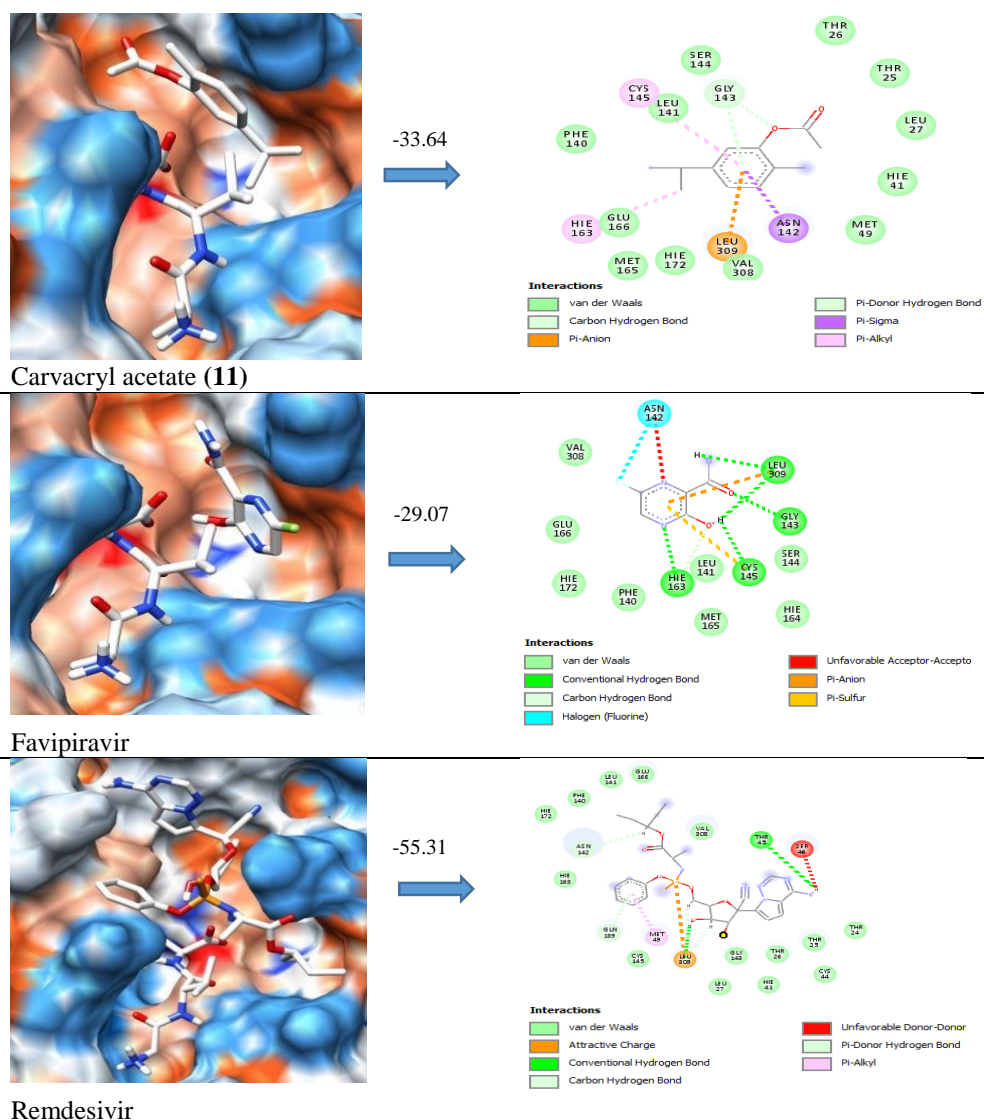 THR 26
SER 144
GLY 143
THR 25
CYS 145
LEU 141
LEU 27
PHE 140
HIE 41
-33.64
HIE 163
GLU 166
ASN 142
MET 49
LEU 309
VAL 308
MET 165
HIE 172
O
O
Interactions
van der Waals
Carbon Hydrogen Bond
Pi-Anion
Pi-Donor Hydrogen Bond
Pi-Sigma
Pi-Alkyl
Carvacryl acetate (11)
ASN 142
VAL 308
H
LEU 309
-29.07
H
GLY 143
GLU 166
SER 144
LEU 141
CYS 145
HIE 163
HIE 172
PHE 140
MET 165
HIE 164
Interactions
van der Waals
Conventional Hydrogen Bond
Carbon Hydrogen Bond
Halogen (Fluorine)
Unfavorable Acceptor-Accepto
Pi-Anion
Pi-Sulfur
Favipiravir
GLU 166
LEU 141
PHE 140
HIE 172
VAL 308
THR 45
SER 46
-55.31
ASN 142
GLN 189
MET 49
CYS 145
LEU 309
GLY 143
THR 26
THR 25
THR 24
LEU 27
HIE 41
CYS 44
Interactions
van der Waals
Attractive Charge
Conventional Hydrogen Bond
Carbon Hydrogen Bond
Unfavorable Donor-Donor
Pi-Donor Hydrogen Bond
Pi-Alkyl
Remdesivir